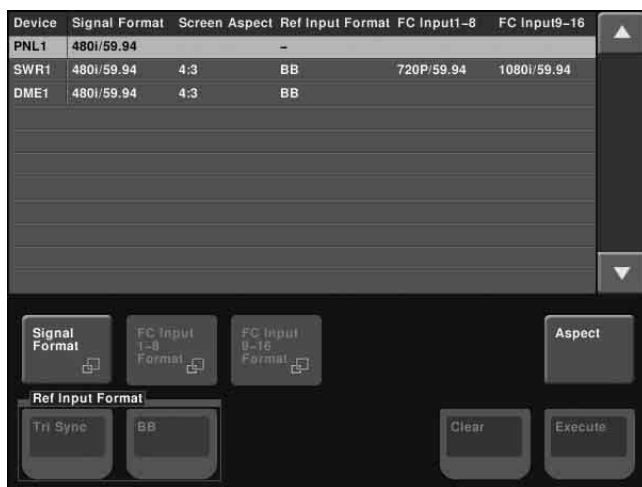 Device Signal Format Screen Aspect Ref Input Format FC Input1–8 FC Input9–16
PNL1 480i/59.94 –
SWR1 480i/59.94 4:3 BB 720P/59.94 1080i/59.94
DME1 480i/59.94 4:3 BB
Signal Format
FC Input 1–8 Format
FC Input 9–16 Format
Aspect
Ref Input Format
Tri Sync
BB
Clear
Execute